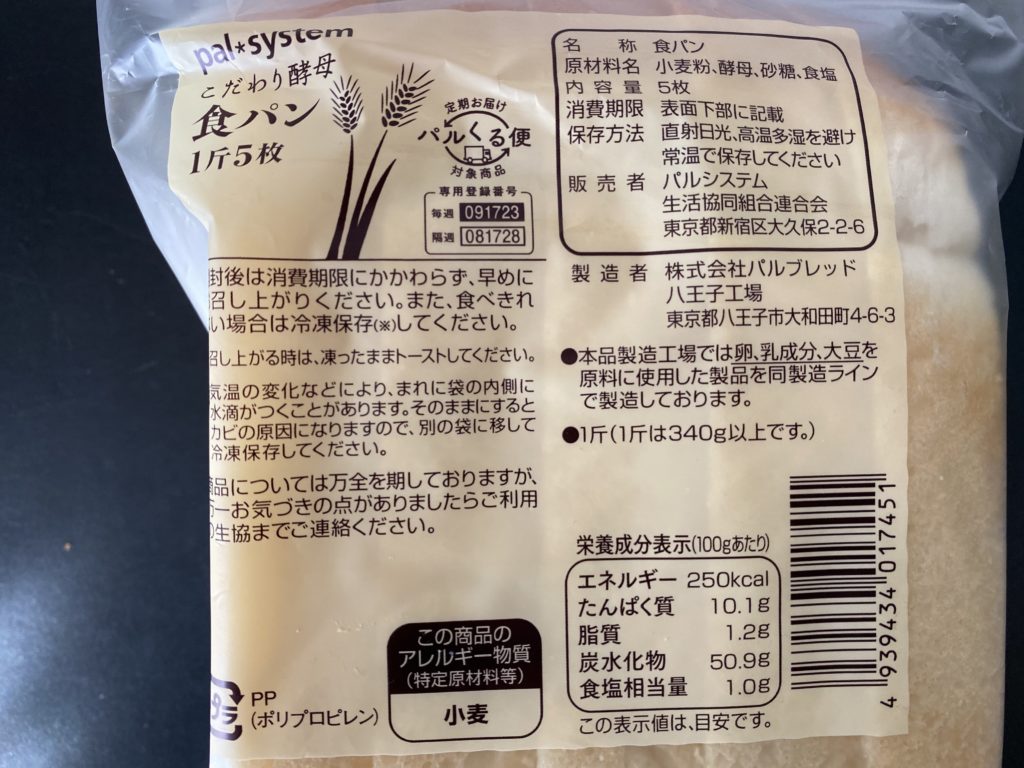 pal*system
こだわり酵母
食パン
1斤5枚
定期お届け
パルくる便
対象商品
専用登録番号
毎週 091723
隔週 081728
封後は消費期限にかかわらず、早めに
召し上がりください。また、食べきれ
い場合は冷凍保存(※)してください。
召し上がる時は、凍ったままトーストしてください。
気温の変化などにより、まれに袋の内側に
水滴がつくことがあります。そのままにすると
カビの原因になりますので、別の袋に移して
冷凍保存してください。
商品については万全を期しておりますが、
万一お気づきの点がありましたらご利用
の生協までご連絡ください。
プラ
PP
(ポリプロピレン)
この商品の
アレルギー物質
(特定原材料等)
小麦
名称 食パン
原材料名 小麦粉、酵母、砂糖、食塩
内容量 5枚
消費期限 表面下部に記載
保存方法 直射日光、高温多湿を避け
常温で保存してください
販売者 パルシステム
生活協同組合連合会
東京都新宿区大久保2-2-6
製造者 株式会社パルブレッド
八王子工場
東京都八王子市大和田町4-6-3
●本品製造工場では卵、乳成分、大豆を
原料に使用した製品を同製造ライン
で製造しております。
●1斤(1斤は340g以上です。)
栄養成分表示(100gあたり)
エネルギー 250kcal
たんぱく質 10.1g
脂質 1.2g
炭水化物 50.9g
食塩相当量 1.0g
この表示値は、目安です。
4 939434 017451